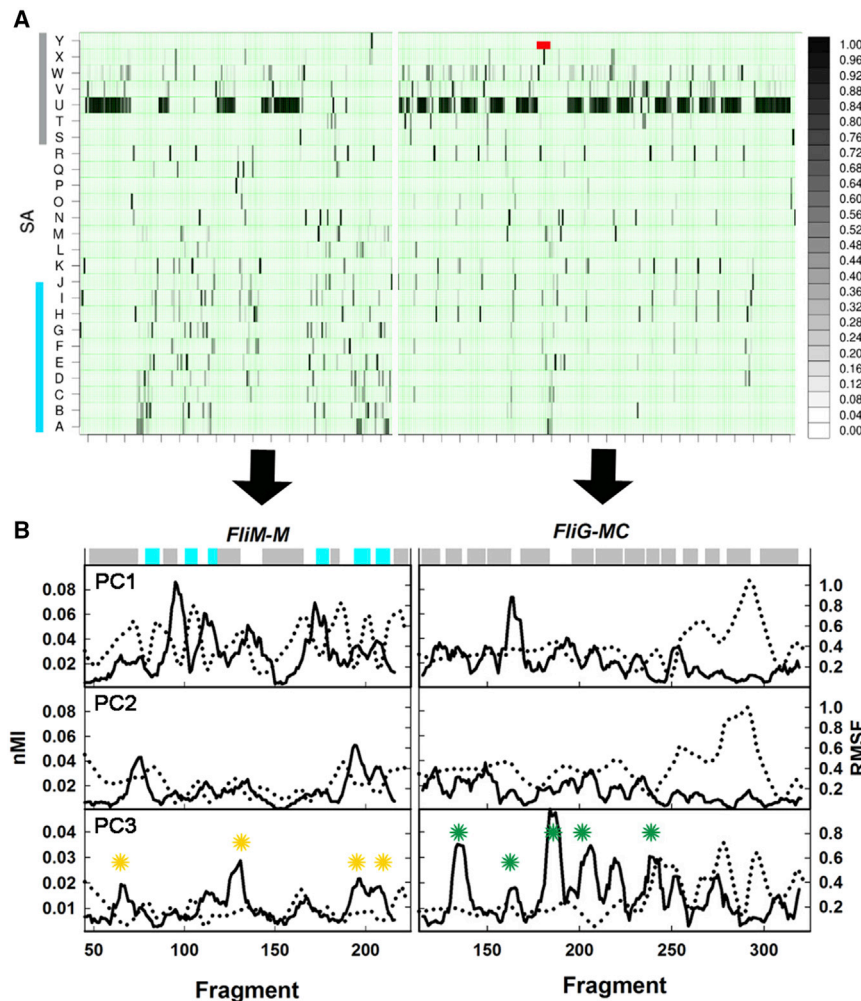 A
SA
Y
X
W
V
U
T
S
R
Q
P
O
N
M
L
K
J
I
H
G
F
E
D
C
B
A
1.00
0.96
0.92
0.88
0.84
0.80
0.76
0.72
0.68
0.64
0.60
0.56
0.52
0.48
0.44
0.40
0.36
0.32
0.28
0.24
0.20
0.16
0.12
0.08
0.04
0.00
B
FliM-M
FliG-MC
PC1
0.08
0.06
0.04
0.02
1.0
0.8
0.6
0.4
0.2
PC2
0.08
0.06
0.04
0.02
1.0
0.8
0.6
0.4
0.2
nMI
RMSF
PC3
0.04
0.03
0.02
0.01
0.8
0.6
0.4
0.2
50 100 150 200
150 200 250 300
Fragment
Fragment